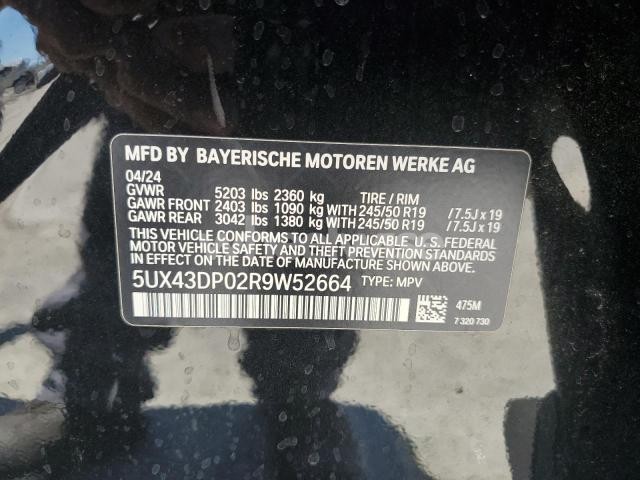 MFD BY BAYERISCHE MOTOREN WERKE AG
04/24
GVWR 5203 lbs 2360 kg TIRE / RIM
GAWR FRONT 2403 lbs 1090 kg WITH 245/50 R19 / 7.5J x 19
GAWR REAR 3042 lbs 1380 kg WITH 245/50 R19 / 7.5J x 19
THIS VEHICLE CONFORMS TO ALL APPLICABLE U. S. FEDERAL
MOTOR VEHICLE SAFETY AND THEFT PREVENTION STANDARDS
IN EFFECT ON THE DATE OF MANUFACTURE SHOWN ABOVE.
5UX43DP02R9W52664 TYPE: MPV
475M
7 320 730